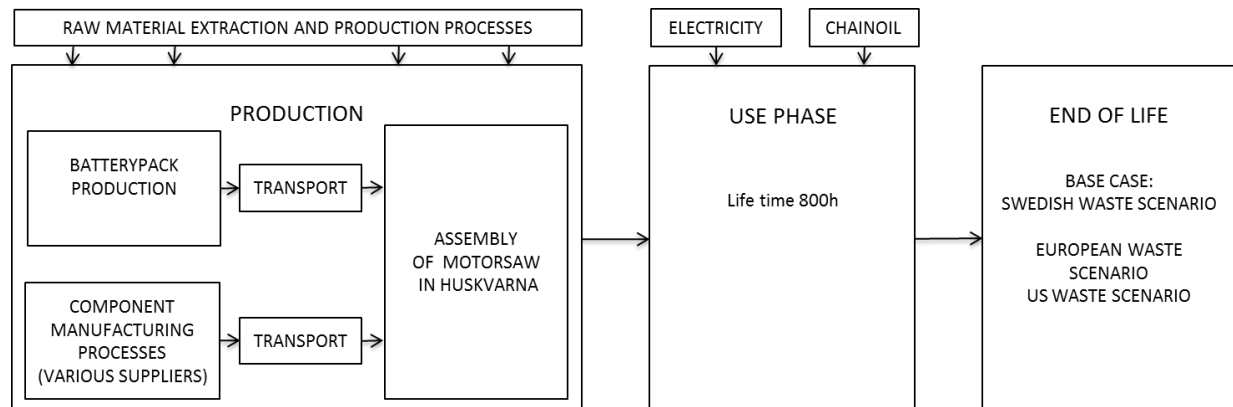 RAW MATERIAL EXTRACTION AND PRODUCTION PROCESSES
ELECTRICITY
CHAINOIL
PRODUCTION
BATTERYPACK
PRODUCTION
TRANSPORT
COMPONENT
MANUFACTURING
PROCESSES
(VARIOUS SUPPLIERS)
TRANSPORT
ASSEMBLY
OF MOTORSAW
IN HUSKVARNA
USE PHASE
Life time 800h
END OF LIFE
BASE CASE:
SWEDISH WASTE SCENARIO
EUROPEAN WASTE
SCENARIO
US WASTE SCENARIO